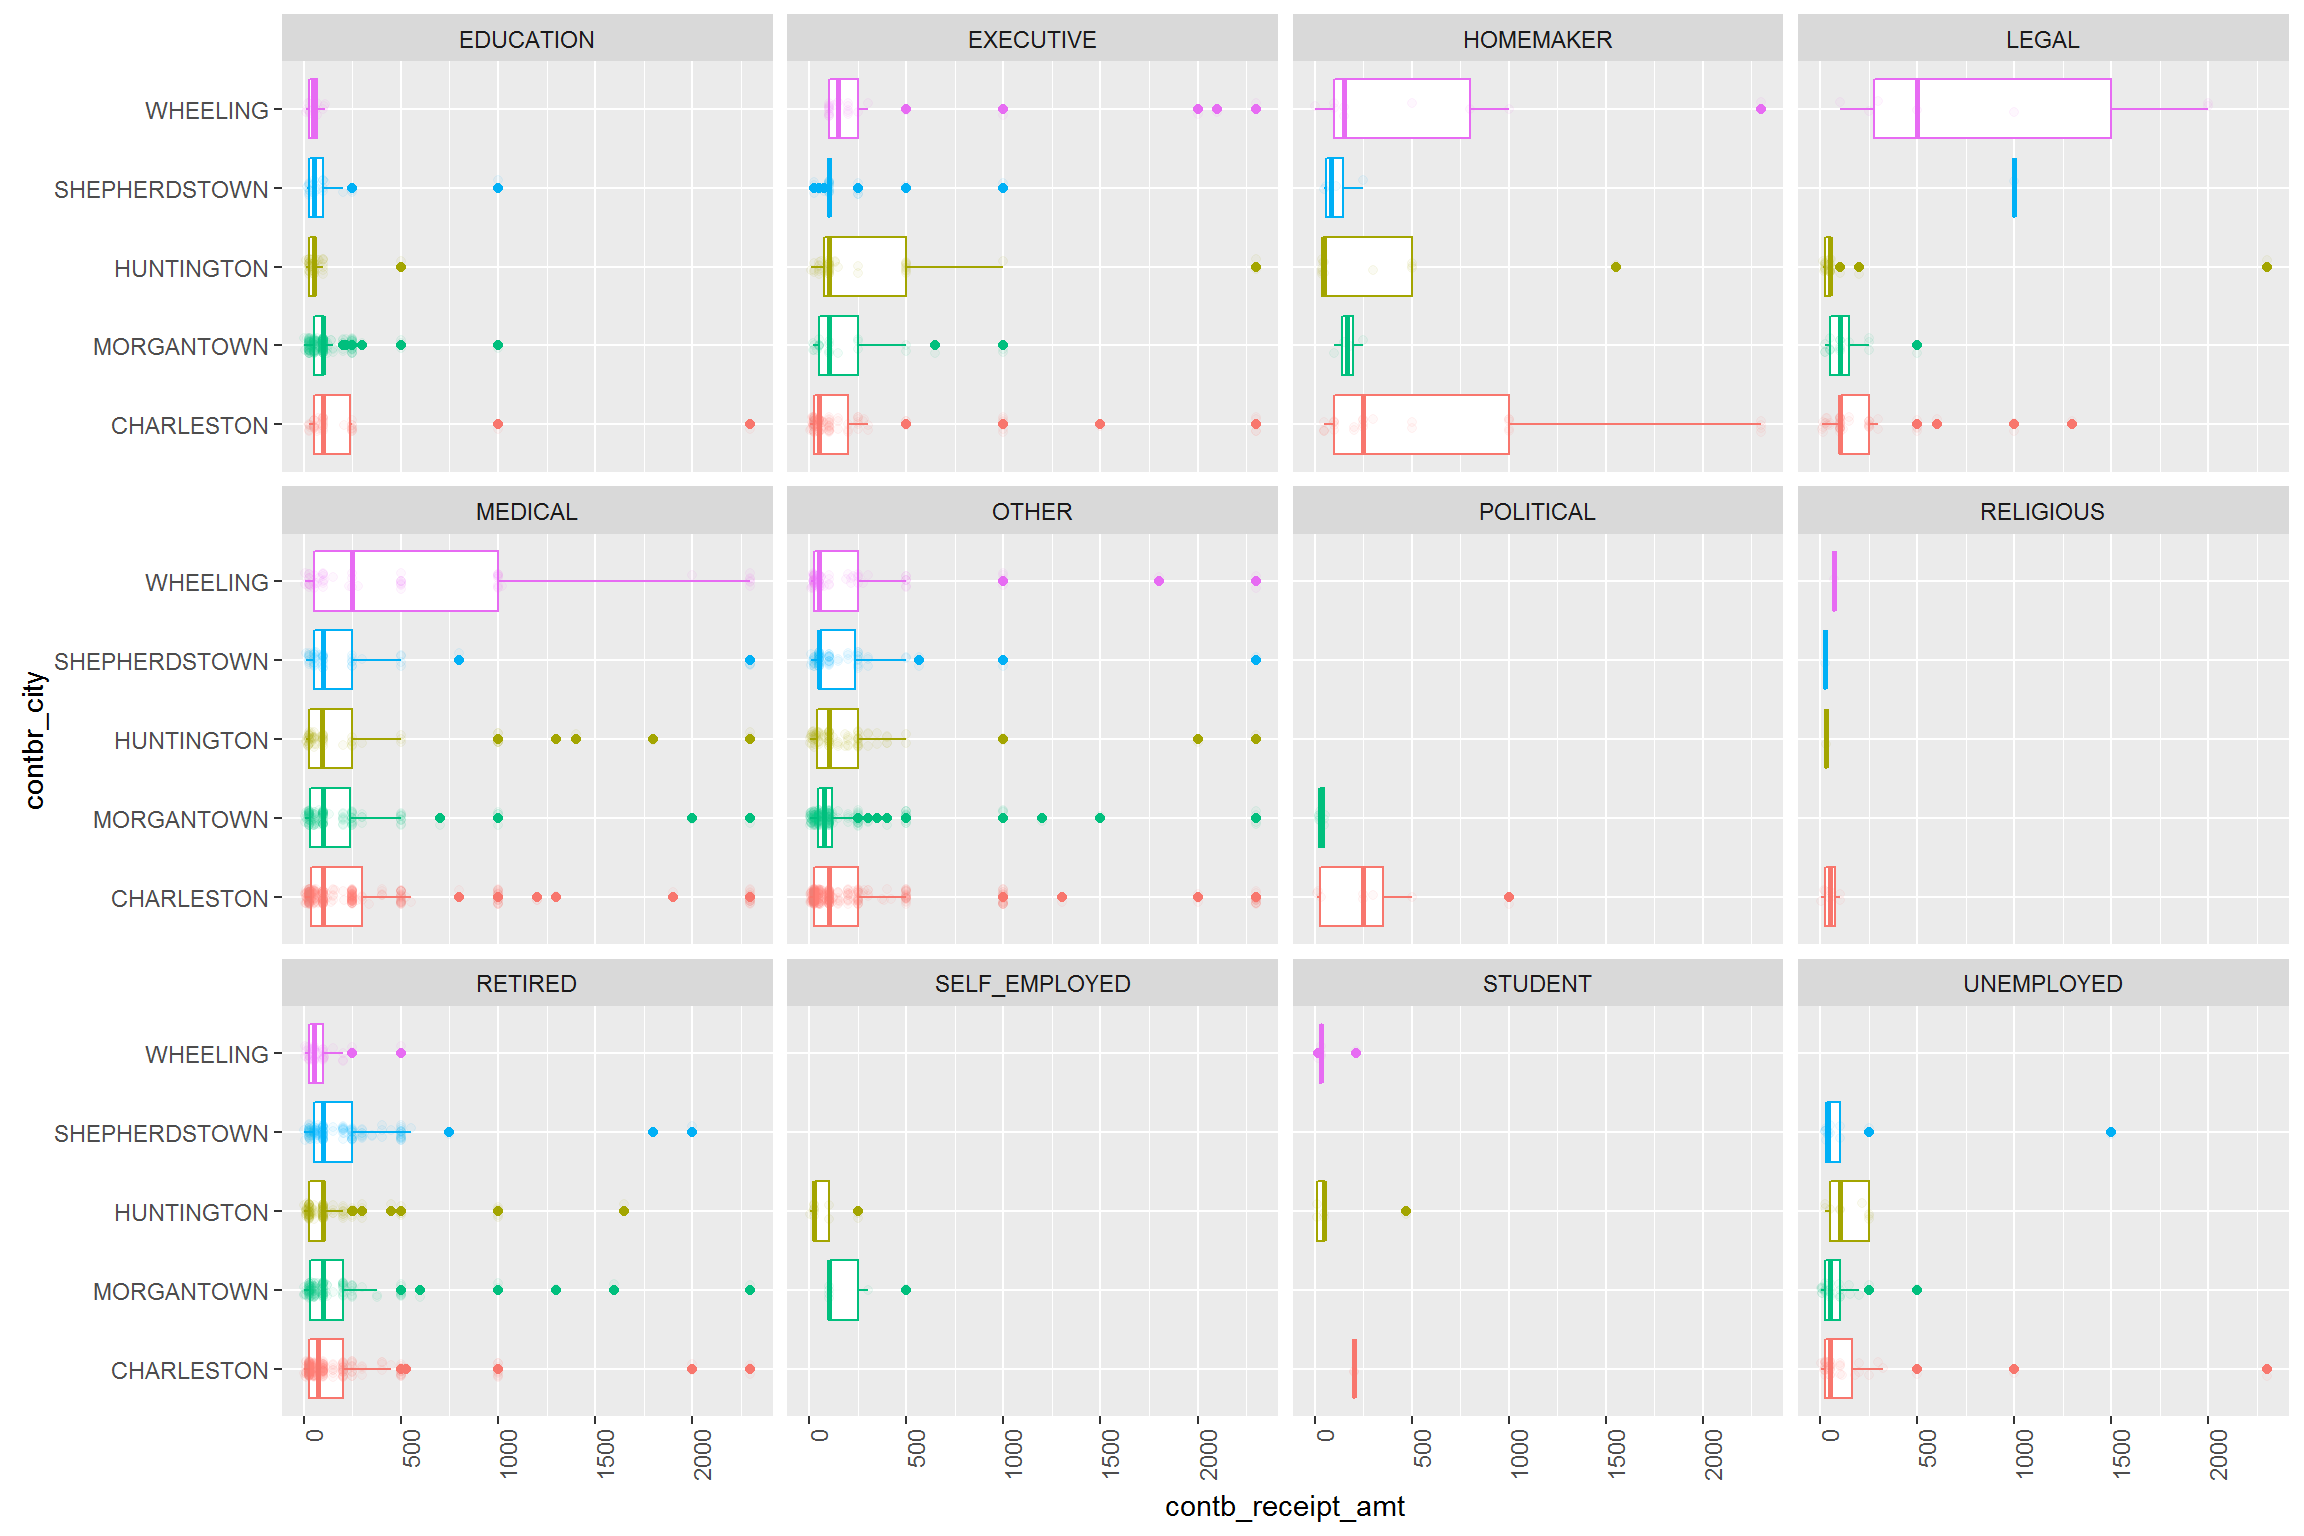 EDUCATION EXECUTIVE HOMEMAKER LEGAL
WHEELING
SHEPHERDSTOWN
HUNTINGTON
MORGANTOWN
CHARLESTON
MEDICAL OTHER POLITICAL RELIGIOUS
WHEELING
SHEPHERDSTOWN
HUNTINGTON
MORGANTOWN
CHARLESTON
contbr_city
RETIRED SELF_EMPLOYED STUDENT UNEMPLOYED
WHEELING
SHEPHERDSTOWN
HUNTINGTON
MORGANTOWN
CHARLESTON
0 500 1000 1500 2000 0 500 1000 1500 2000 0 500 1000 1500 2000 0 500 1000 1500 2000
contb_receipt_amt